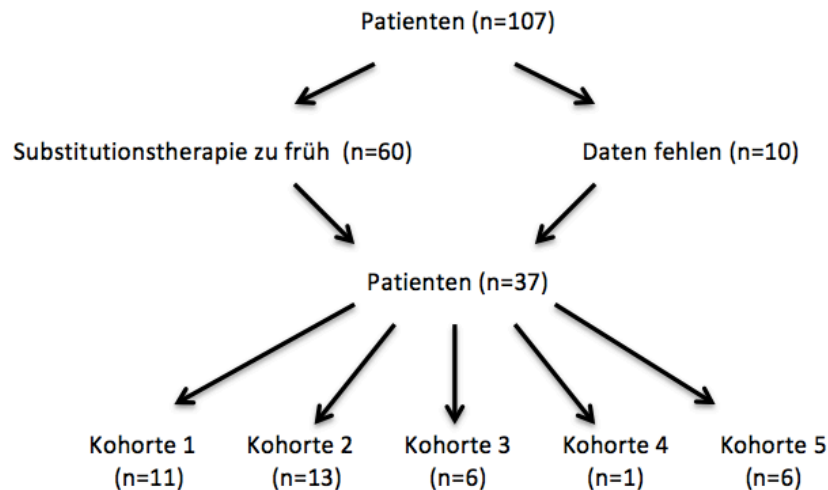 Patienten (n=107)
Substitutionstherapie zu früh (n=60)
Daten fehlen (n=10)
Patienten (n=37)
Kohorte 1
(n=11)
Kohorte 2
(n=13)
Kohorte 3
(n=6)
Kohorte 4
(n=1)
Kohorte 5
(n=6)